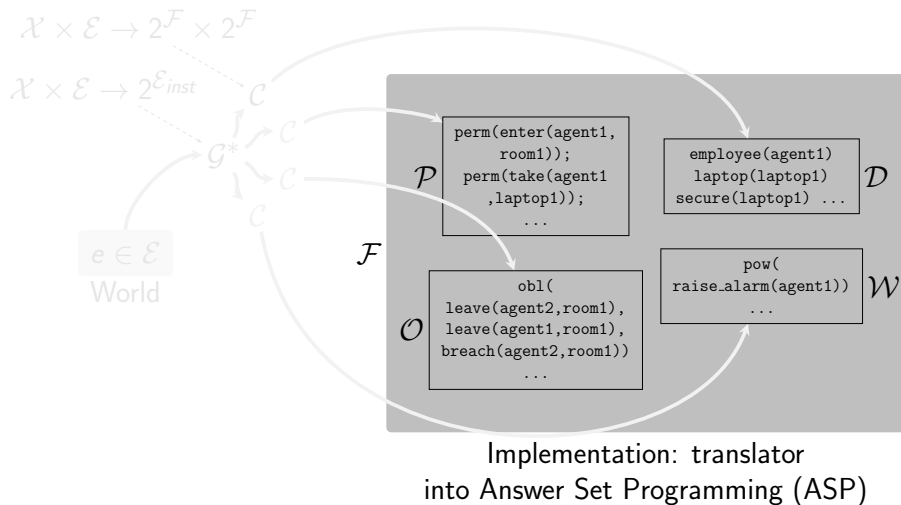 𝒳 × ℰ → 2^ℱ × 2^ℱ
𝒳 × ℰ → 2^ℰinst
𝒞
𝒞
𝒢*
𝒞
𝒞
e ∈ ℰ
World
ℱ
𝒫
perm(enter(agent1,
room1));
perm(take(agent1
,laptop1));
...
employee(agent1)
laptop(laptop1)
secure(laptop1) ...
𝒟
𝒪
obl(
leave(agent2,room1),
leave(agent1,room1),
breach(agent2,room1))
...
pow(
raise_alarm(agent1))
...
𝒲
Implementation: translator
into Answer Set Programming (ASP)